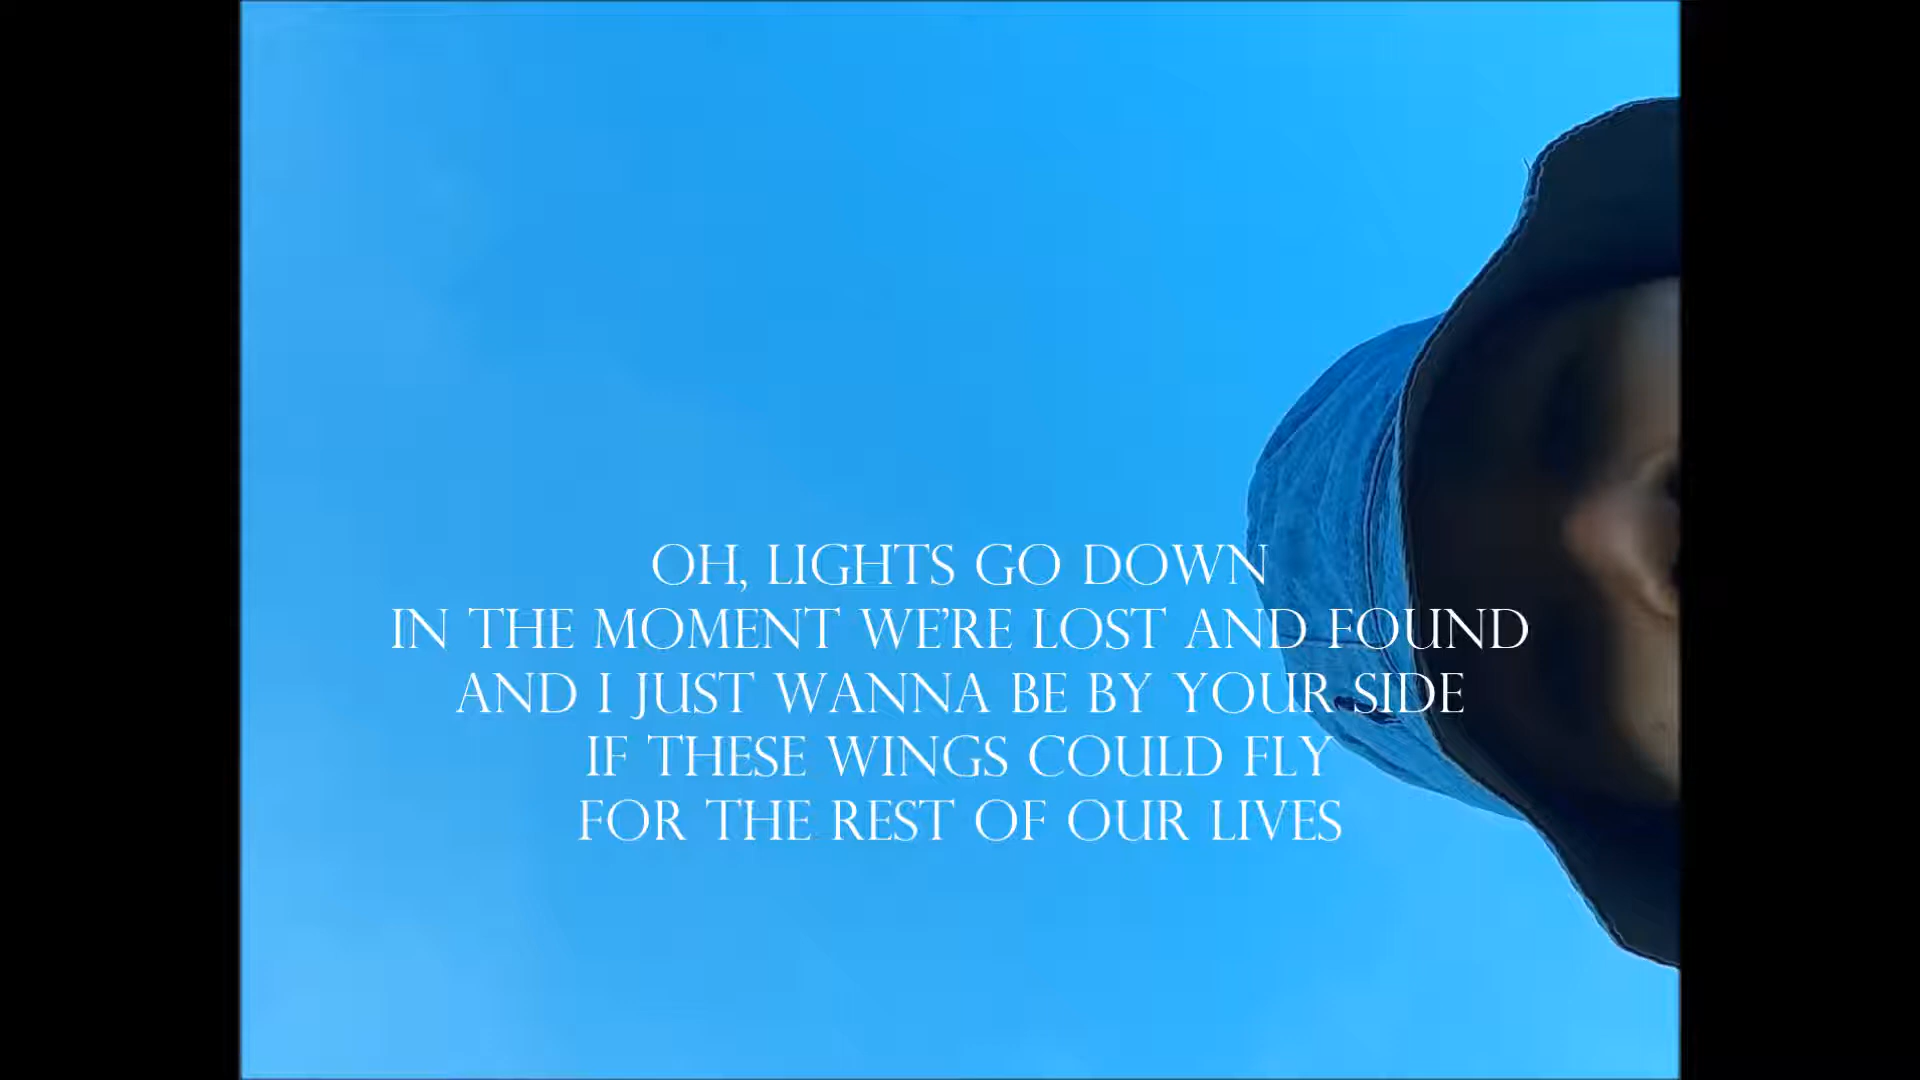 OH, LIGHTS GO DOWN
IN THE MOMENT WE'RE LOST AND FOUND
AND I JUST WANNA BE BY YOUR SIDE
IF THESE WINGS COULD FLY
FOR THE REST OF OUR LIVES